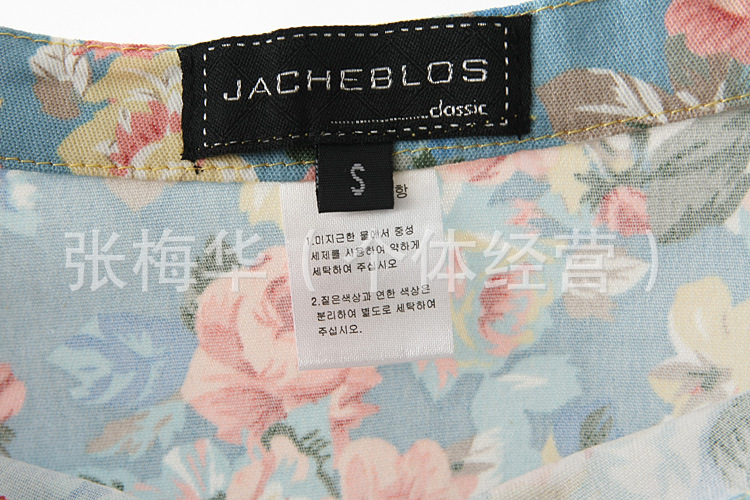 JACHEBLOS
classic
S
항
1.미지근한 물에서 중성
세제를 사용하여 약하게
세탁하여 주십시오
2.짙은색상과 연한 색상은
분리하여 별도로 세탁하여
주십시오.
张梅华（个体经营）